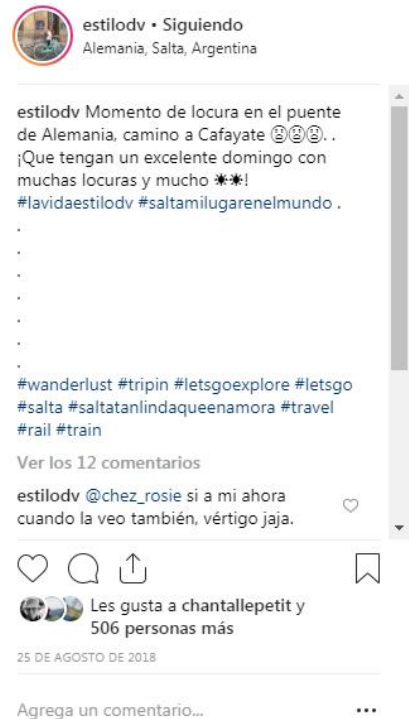 estilodv • Siguiendo
Alemania, Salta, Argentina
estilodv Momento de locura en el puente
de Alemania, camino a Cafayate 😨😨😨. .
¡Que tengan un excelente domingo con
muchas locuras y mucho ☀☀!
#lavidaestilodv #saltamilugarenelmundo .
.
.
.
.
.
.
.
#wanderlust #tripin #letsgoexplore #letsgo
#salta #saltatanlindaqueenamora #travel
#rail #train
Ver los 12 comentarios
estilodv @chez_rosie si a mi ahora
cuando la veo también, vértigo jaja.
Les gusta a chantallepetit y
506 personas más
25 DE AGOSTO DE 2018
Agrega un comentario...